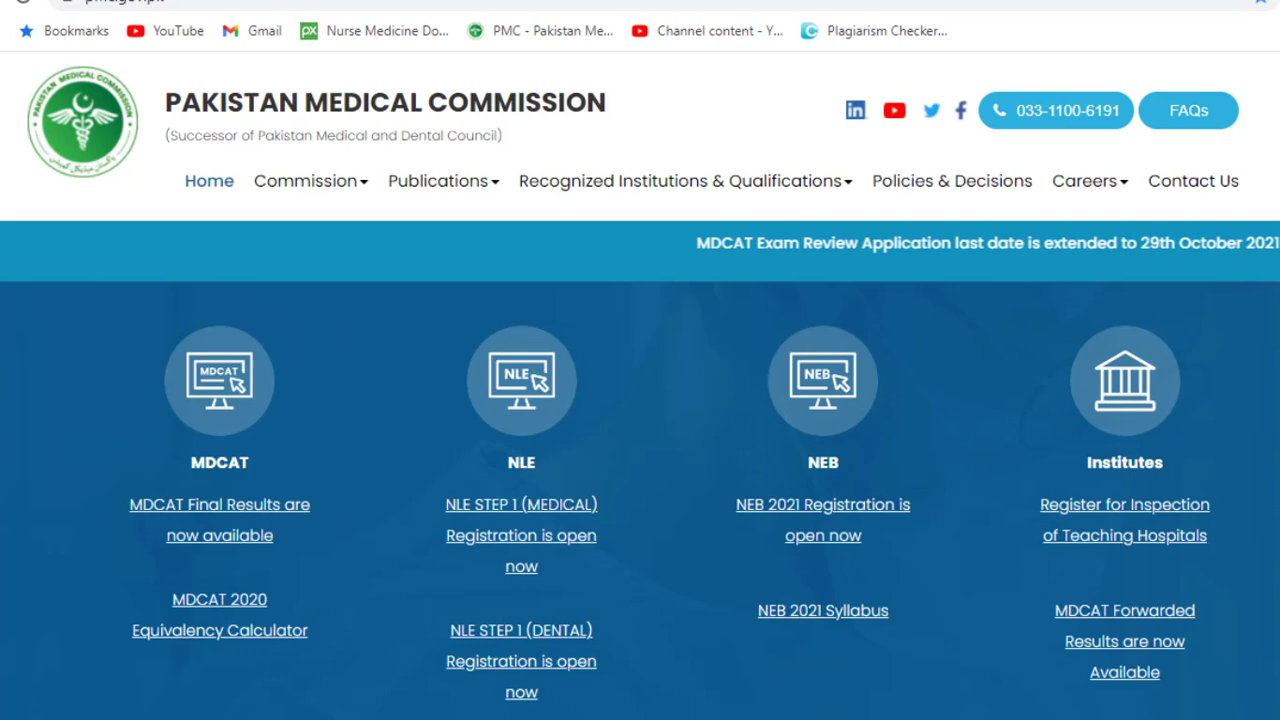 Bookmarks YouTube Gmail Nurse Medicine Do... PMC - Pakistan Me... Channel content - Y... Plagiarism Checker...
PAKISTAN MEDICAL COMMISSION
PAKISTAN MEDICAL COMMISSION
(Successor of Pakistan Medical and Dental Council)
033-1100-6191 FAQs
Home Commission Publications Recognized Institutions & Qualifications Policies & Decisions Careers Contact Us
MDCAT Exam Review Application last date is extended to 29th October 2021
MDCAT
NLE
NEB
MDCAT
MDCAT Final Results are
now available
MDCAT 2020
Equivalency Calculator
NLE
NLE STEP 1 (MEDICAL)
Registration is open
now
NLE STEP 1 (DENTAL)
Registration is open
now
NEB
NEB 2021 Registration is
open now
NEB 2021 Syllabus
Institutes
Register for Inspection
of Teaching Hospitals
MDCAT Forwarded
Results are now
Available